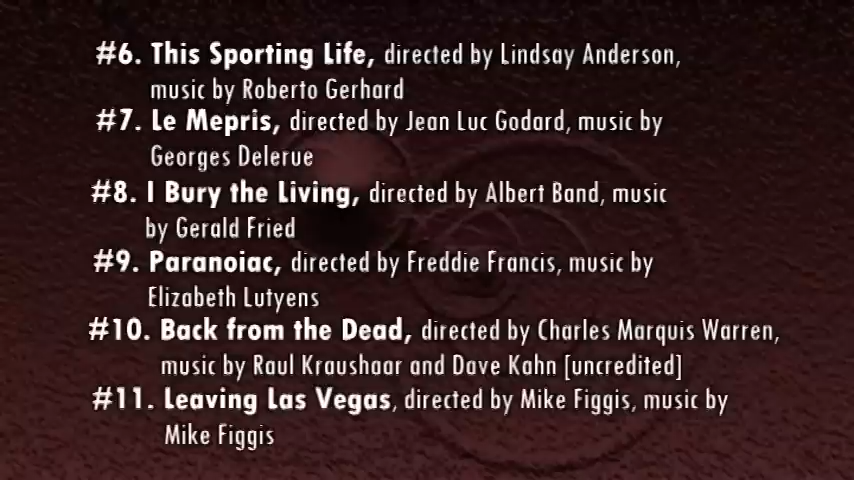 #6. This Sporting Life, directed by Lindsay Anderson,
music by Roberto Gerhard
#7. Le Mepris, directed by Jean Luc Godard, music by
Georges Delerue
#8. I Bury the Living, directed by Albert Band, music
by Gerald Fried
#9. Paranoiac, directed by Freddie Francis, music by
Elizabeth Lutyens
#10. Back from the Dead, directed by Charles Marquis Warren,
music by Raul Kraushaar and Dave Kahn [uncredited]
#11. Leaving Las Vegas, directed by Mike Figgis, music by
Mike Figgis